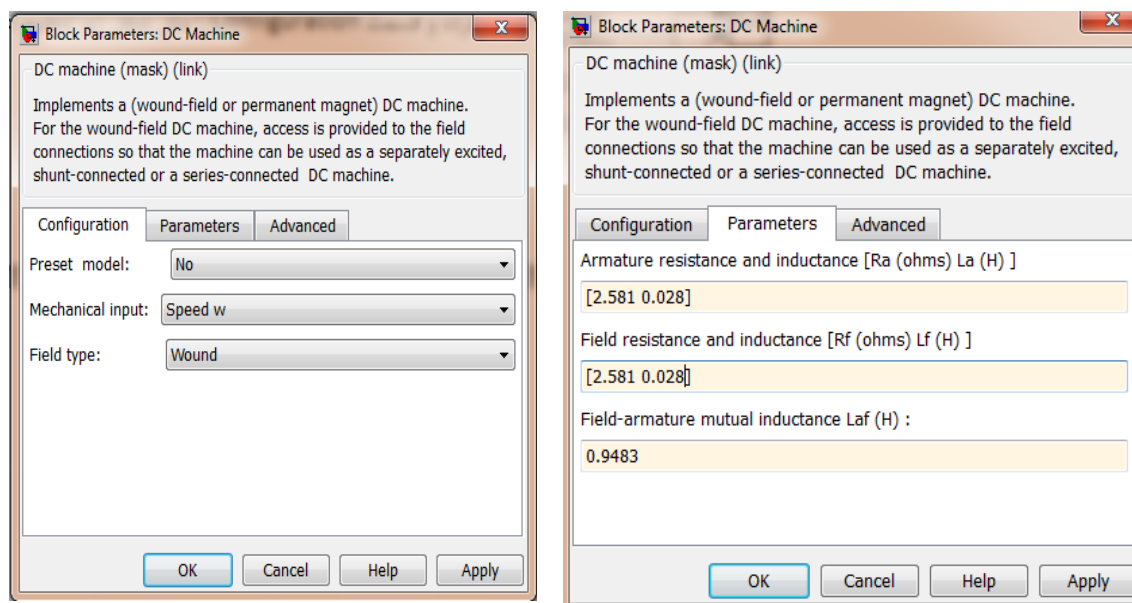 Block Parameters: DC Machine
DC machine (mask) (link)
Implements a (wound-field or permanent magnet) DC machine.
For the wound-field DC machine, access is provided to the field
connections so that the machine can be used as a separately excited,
shunt-connected or a series-connected DC machine.
Configuration Parameters Advanced
Preset model: No
Mechanical input: Speed w
Field type: Wound
OK Cancel Help Apply
Block Parameters: DC Machine
DC machine (mask) (link)
Implements a (wound-field or permanent magnet) DC machine.
For the wound-field DC machine, access is provided to the field
connections so that the machine can be used as a separately excited,
shunt-connected or a series-connected DC machine.
Configuration Parameters Advanced
Armature resistance and inductance [Ra (ohms) La (H) ]
[2.581 0.028]
Field resistance and inductance [Rf (ohms) Lf (H) ]
[2.581 0.028]
Field-armature mutual inductance Laf (H) :
0.9483
OK Cancel Help Apply